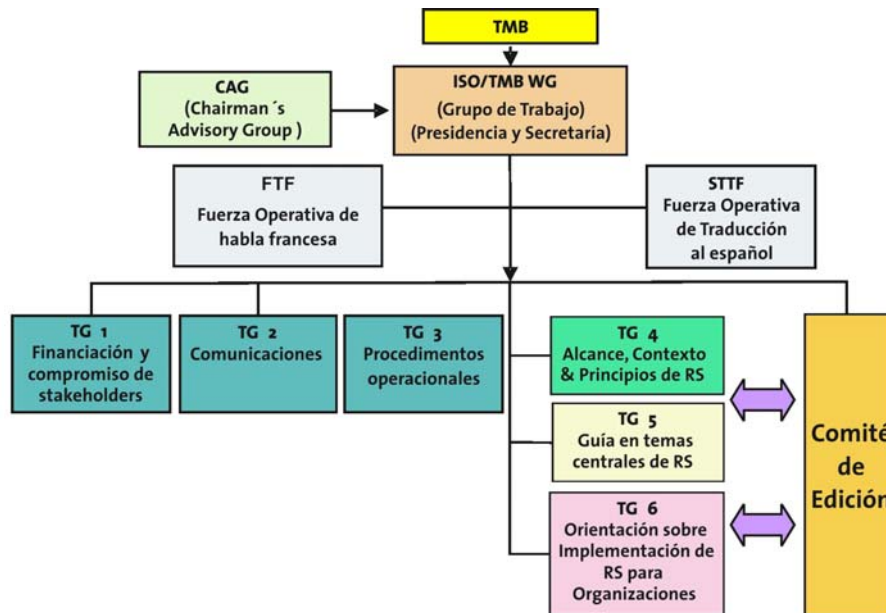 TMB
CAG
(Chairman´s
Advisory Group )
ISO/TMB WG
(Grupo de Trabajo)
(Presidencia y Secretaría)
FTF
Fuerza Operativa de
habla francesa
STTF
Fuerza Operativa
de Traducción
al español
TG 1
Financiación y
compromiso de
stakeholders
TG 2
Comunicaciones
TG 3
Procedimentos
operacionales
TG 4
Alcance, Contexto
& Principios de RS
TG 5
Guía en temas
centrales de RS
TG 6
Orientación sobre
Implementación de
RS para
Organizaciones
Comité
de
Edición